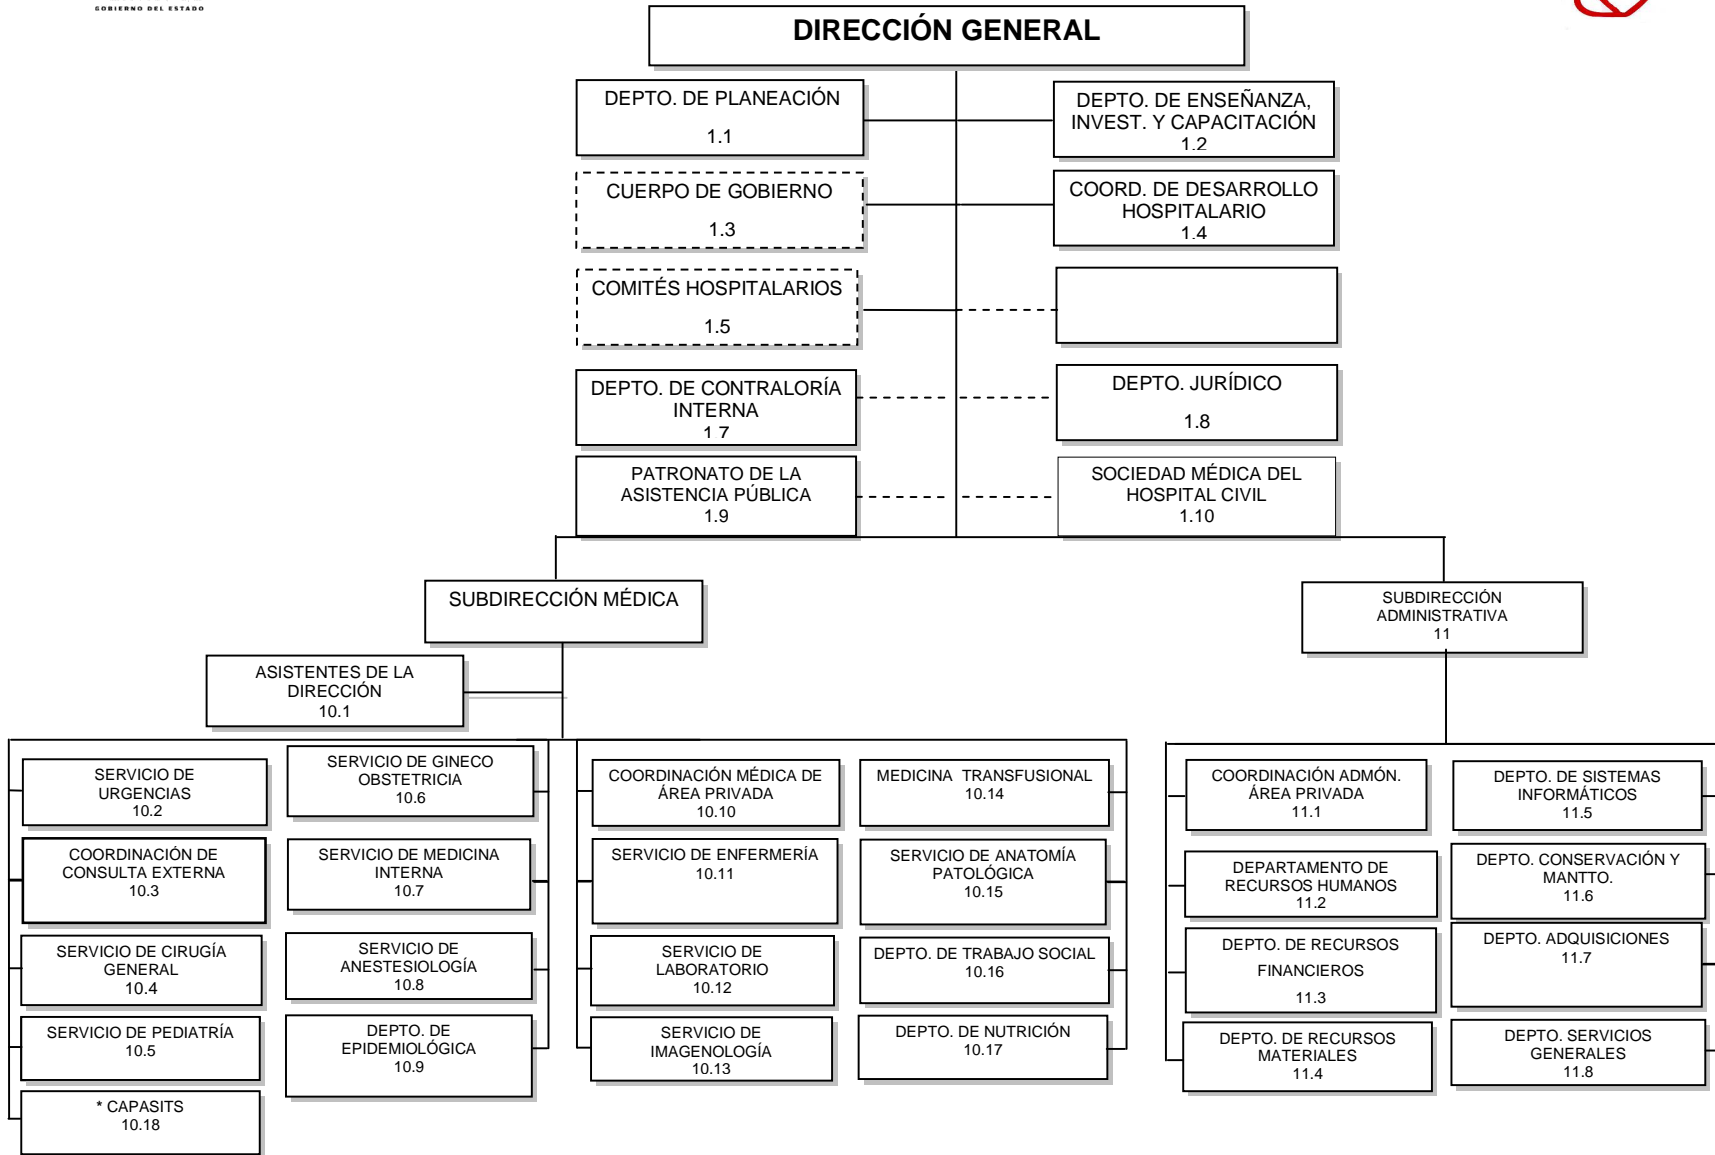 GOBIERNO DEL ESTADO
DIRECCIÓN GENERAL
DEPTO. DE PLANEACIÓN
1.1
DEPTO. DE ENSEÑANZA,
INVEST. Y CAPACITACIÓN
1.2
CUERPO DE GOBIERNO
1.3
COORD. DE DESARROLLO
HOSPITALARIO
1.4
COMITÉS HOSPITALARIOS
1.5
DEPTO. DE CONTRALORÍA
INTERNA
1 7
DEPTO. JURÍDICO
1.8
PATRONATO DE LA
ASISTENCIA PÚBLICA
1.9
SOCIEDAD MÉDICA DEL
HOSPITAL CIVIL
1.10
SUBDIRECCIÓN MÉDICA
SUBDIRECCIÓN
ADMINISTRATIVA
11
ASISTENTES DE LA
DIRECCIÓN
10.1
SERVICIO DE
URGENCIAS
10.2
SERVICIO DE GINECO
OBSTETRICIA
10.6
COORDINACIÓN MÉDICA DE
ÁREA PRIVADA
10.10
MEDICINA TRANSFUSIONAL
10.14
COORDINACIÓN ADMÓN.
ÁREA PRIVADA
11.1
DEPTO. DE SISTEMAS
INFORMÁTICOS
11.5
COORDINACIÓN DE
CONSULTA EXTERNA
10.3
SERVICIO DE MEDICINA
INTERNA
10.7
SERVICIO DE ENFERMERÍA
10.11
SERVICIO DE ANATOMÍA
PATOLÓGICA
10.15
DEPARTAMENTO DE
RECURSOS HUMANOS
11.2
DEPTO. CONSERVACIÓN Y
MANTTO.
11.6
SERVICIO DE CIRUGÍA
GENERAL
10.4
SERVICIO DE
ANESTESIOLOGÍA
10.8
SERVICIO DE
LABORATORIO
10.12
DEPTO. DE TRABAJO SOCIAL
10.16
DEPTO. DE RECURSOS
FINANCIEROS
11.3
DEPTO. ADQUISICIONES
11.7
SERVICIO DE PEDIATRÍA
10.5
DEPTO. DE
EPIDEMIOLÓGICA
10.9
SERVICIO DE
IMAGENOLOGÍA
10.13
DEPTO. DE NUTRICIÓN
10.17
DEPTO. DE RECURSOS
MATERIALES
11.4
DEPTO. SERVICIOS
GENERALES
11.8
* CAPASITS
10.18